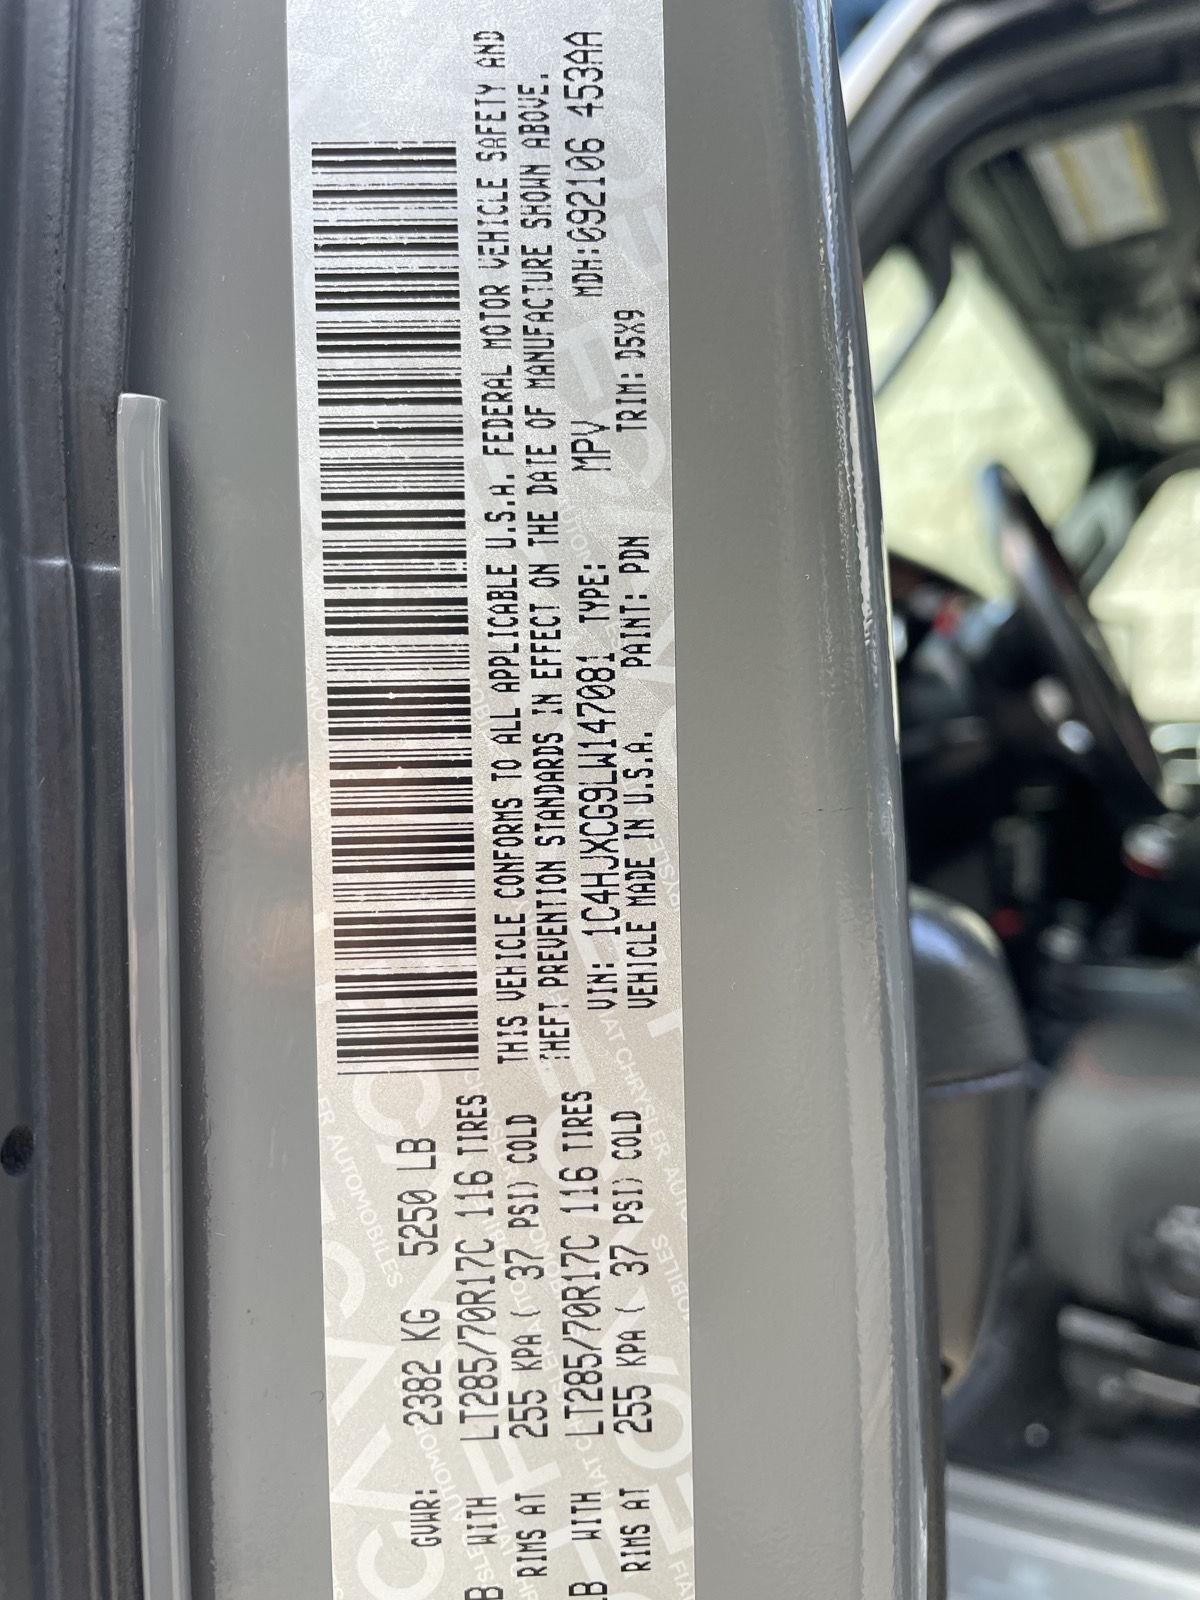 GVWR: 2382 KG 5250 LB
B WITH LT285/70R17C 116 TIRES
RIMS AT 255 KPA ( 37 PSI) COLD
LB WITH LT285/70R17C 116 TIRES
RIMS AT 255 KPA ( 37 PSI) COLD
THIS VEHICLE CONFORMS TO ALL APPLICABLE U.S.A. FEDERAL MOTOR VEHICLE SAFETY AND
THEFT PREVENTION STANDARDS IN EFFECT ON THE DATE OF MANUFACTURE SHOWN ABOVE.
VIN: 1C4HJXCG9LW147081 TYPE: MPV MDH:092106 453AA
VEHICLE MADE IN U.S.A. PAINT: PDN TRIM: D5X9